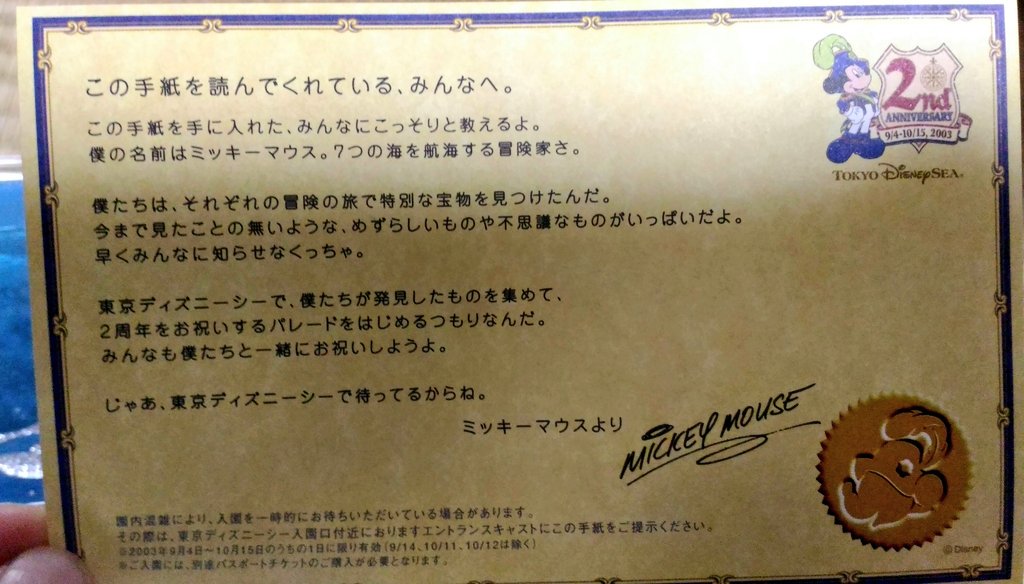 2nd
ANNIVERSARY
9/4-10/15, 2003
TOKYO DISNEYSEA®
この手紙を読んでくれている、みんなへ。
この手紙を手に入れた、みんなにこっそりと教えるよ。
僕の名前はミッキーマウス。7つの海を航海する冒険家さ。
僕たちは、それぞれの冒険の旅で特別な宝物を見つけたんだ。
今まで見たことの無いような、めずらしいものや不思議なものがいっぱいだよ。
早くみんなに知らせなくっちゃ。
東京ディズニーシーで、僕たちが発見したものを集めて、
2周年をお祝いするパレードをはじめるつもりなんだ。
みんなも僕たちと一緒にお祝いしようよ。
じゃあ、東京ディズニーシーで待ってるからね。
ミッキーマウスより
MICKEY MOUSE
園内混雑により、入園を一時的にお待ちいただいている場合があります。
その際は、東京ディズニーシー入園口付近におりますエントランスキャストにこの手紙をご提示ください。
※2003年9月4日〜10月15日のうちの1日に限り有効(9/14、10/11、10/12は除く)
※ご入園には、別途パスポートチケットのご購入が必要となります。
©Disney